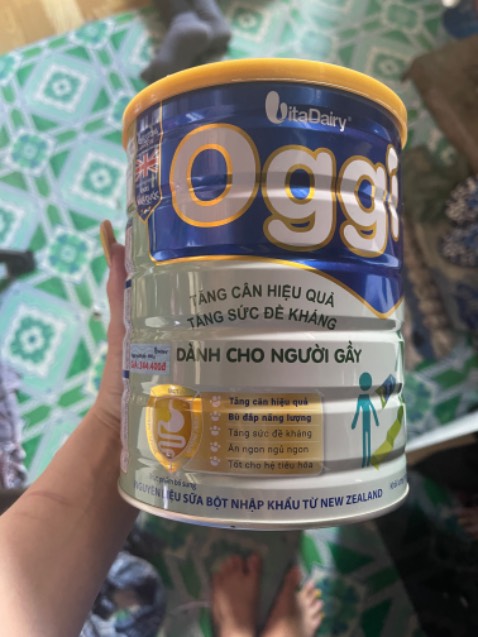 VitaDairy®
Oggi
TĂNG CÂN HIỆU QUẢ
TĂNG SỨC ĐỀ KHÁNG
DÀNH CHO NGƯỜI GẦY
Tăng cân hiệu quả
Bù đắp năng lượng
Tăng sức đề kháng
Ăn ngon ngủ ngon
Tốt cho hệ tiêu hóa
NGUYÊN LIỆU SỮA BỘT NHẬP KHẨU TỪ NEW ZEALAND